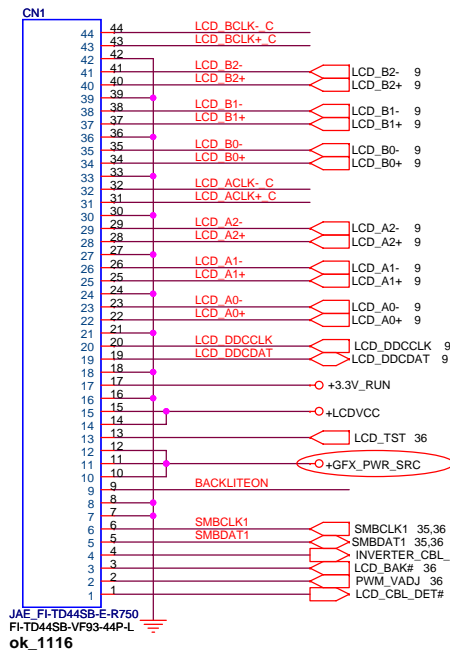 CN1
44 44 LCD_BCLK-_C
43 43 LCD_BCLK+_C
42 42
41 41 LCD_B2- LCD_B2- 9
40 40 LCD_B2+ LCD_B2+ 9
39 39
38 38 LCD_B1- LCD_B1- 9
37 37 LCD_B1+ LCD_B1+ 9
36 36
35 35 LCD_B0- LCD_B0- 9
34 34 LCD_B0+ LCD_B0+ 9
33 33
32 32 LCD_ACLK-_C
31 31 LCD_ACLK+_C
30 30
29 29 LCD_A2- LCD_A2- 9
28 28 LCD_A2+ LCD_A2+ 9
27 27
26 26 LCD_A1- LCD_A1- 9
25 25 LCD_A1+ LCD_A1+ 9
24 24
23 23 LCD_A0- LCD_A0- 9
22 22 LCD_A0+ LCD_A0+ 9
21 21
20 20 LCD_DDCCLK LCD_DDCCLK 9
19 19 LCD_DDCDAT LCD_DDCDAT 9
18 18
17 17 +3.3V_RUN
16 16
15 15 +LCDVCC
14 14
13 13 LCD_TST 36
12 12
11 11 +GFX_PWR_SRC
10 10
9 9 BACKLITEON
8 8
7 7
6 6 SMBCLK1 SMBCLK1 35,36
5 5 SMBDAT1 SMBDAT1 35,36
4 4 INVERTER_CBL_
3 3 LCD_BAK# 36
2 2 PWM_VADJ 36
1 1 LCD_CBL_DET#
JAE_FI-TD44SB-E-R750
FI-TD44SB-VF93-44P-L
ok_1116